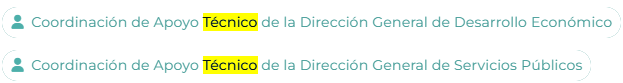 Coordinación de Apoyo Técnico de la Dirección General de Desarrollo Económico
Coordinación de Apoyo Técnico de la Dirección General de Servicios Públicos